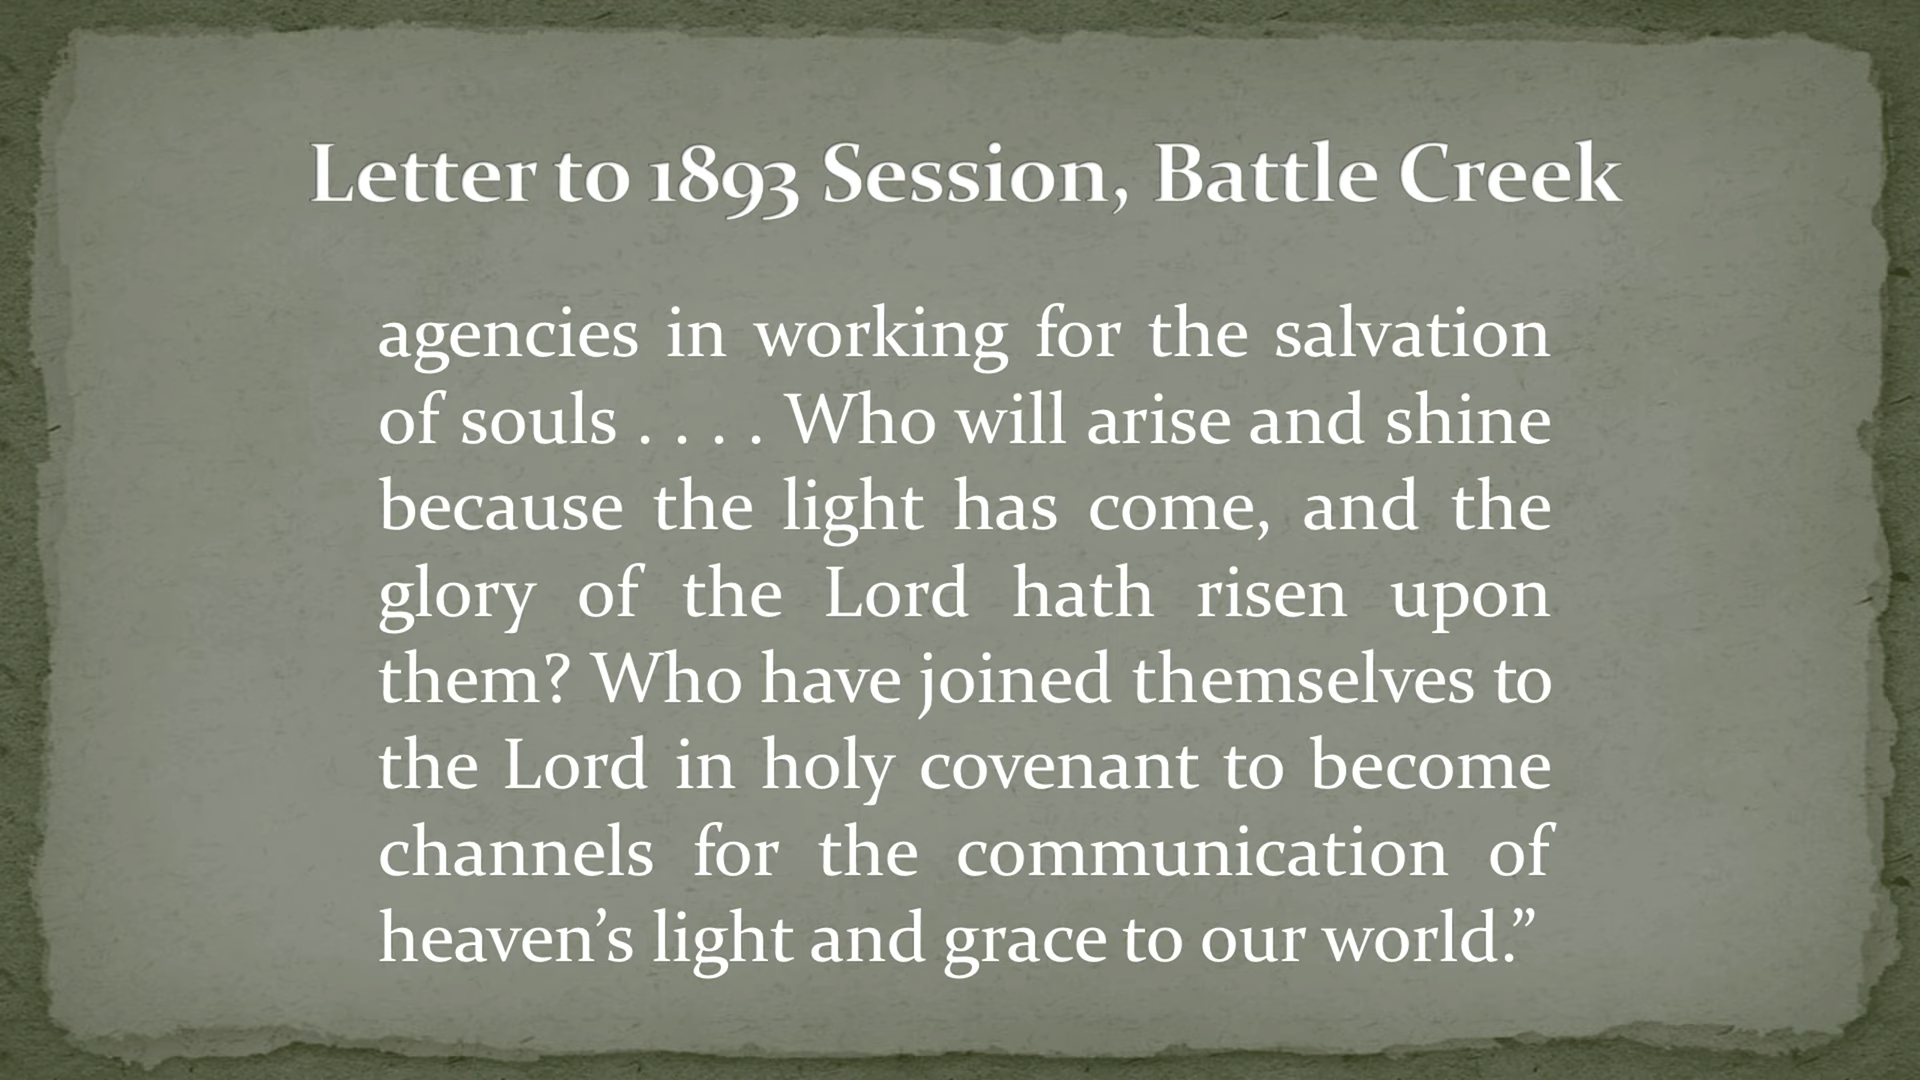 Letter to 1893 Session, Battle Creek
agencies in working for the salvation
of souls . . . . Who will arise and shine
because the light has come, and the
glory of the Lord hath risen upon
them? Who have joined themselves to
the Lord in holy covenant to become
channels for the communication of
heaven’s light and grace to our world.”